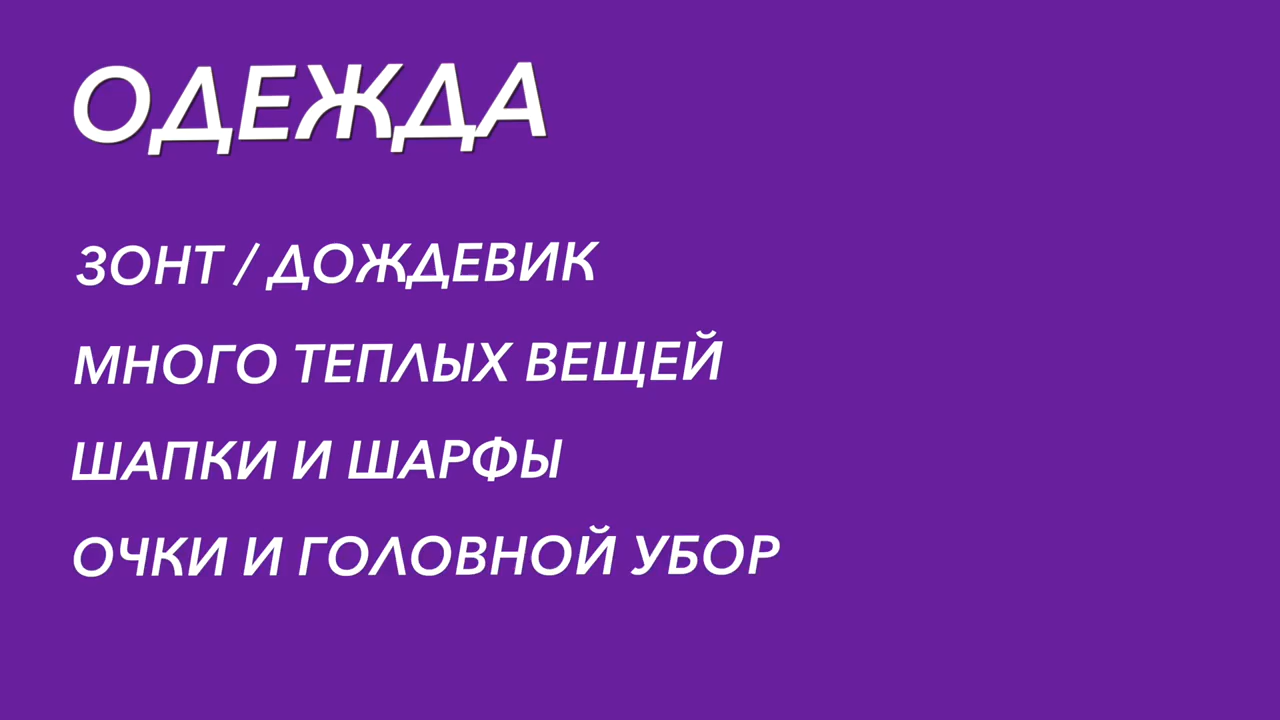 ОДЕЖДА
ЗОНТ / ДОЖДЕВИК
МНОГО ТЕПЛЫХ ВЕЩЕЙ
ШАПКИ И ШАРФЫ
ОЧКИ И ГОЛОВНОЙ УБОР